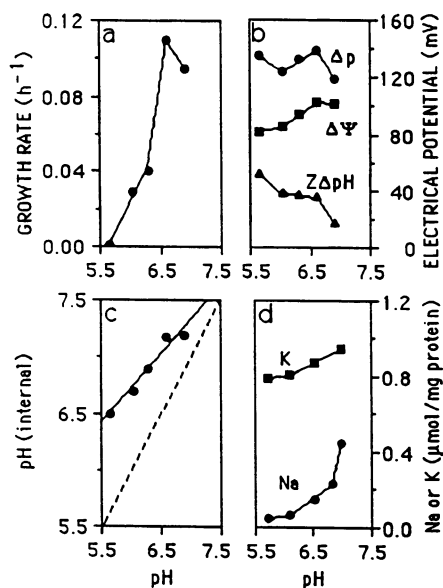 a
GROWTH RATE (h⁻¹)
0.12
0.08
0.04
0.00
5.5 6.5 7.5
b
Δp
ΔΨ
ZΔpH
160
120
80
40
0
ELECTRICAL POTENTIAL (mV)
5.5 6.5 7.5
c
pH (internal)
7.5
6.5
5.5
5.5 6.5 7.5
pH
d
K
Na
1.2
0.8
0.4
0.0
Na or K (μmol/mg protein)
5.5 6.5 7.5
pH